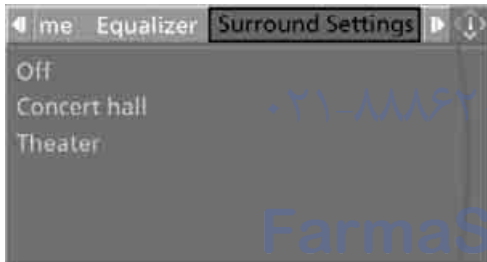 me Equalizer Surround Settings
Off
Concert hall
Theater
۰۲۱-۸۸۸۶۲
FarmaS